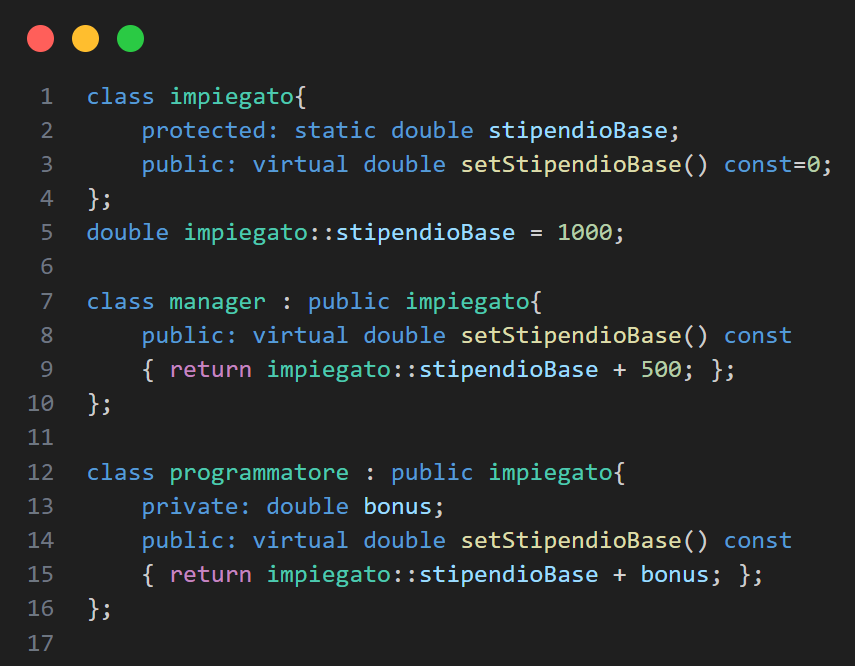 1 class impiegato{
2     protected: static double stipendioBase;
3     public: virtual double setStipendioBase() const=0;
4 };
5 double impiegato::stipendioBase = 1000;
6
7 class manager : public impiegato{
8     public: virtual double setStipendioBase() const
9     { return impiegato::stipendioBase + 500; };
10 };
11
12 class programmatore : public impiegato{
13     private: double bonus;
14     public: virtual double setStipendioBase() const
15     { return impiegato::stipendioBase + bonus; };
16 };
17